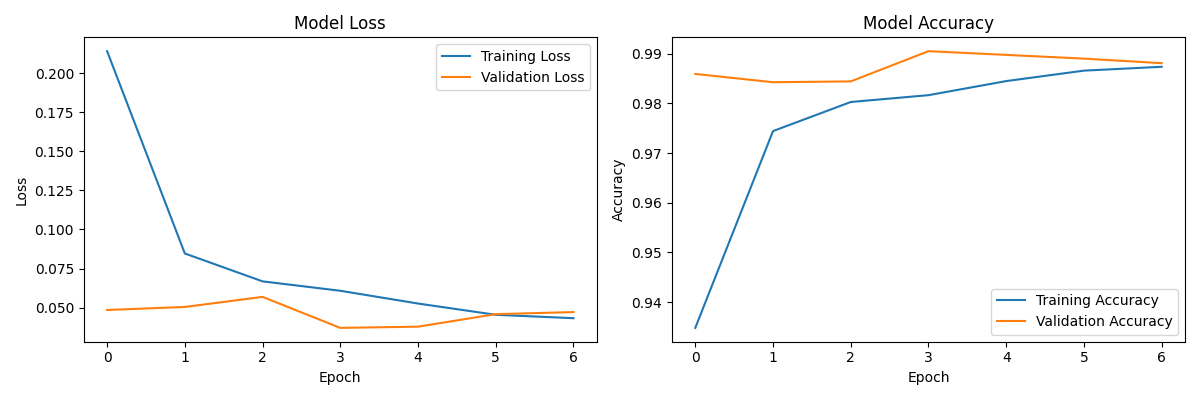 Model Loss
Training Loss
Validation Loss
0.200
0.175
0.150
0.125
0.100
0.075
0.050
Loss
0 1 2 3 4 5 6
Epoch
Model Accuracy
0.99
0.98
0.97
0.96
0.95
0.94
Accuracy
Training Accuracy
Validation Accuracy
0 1 2 3 4 5 6
Epoch